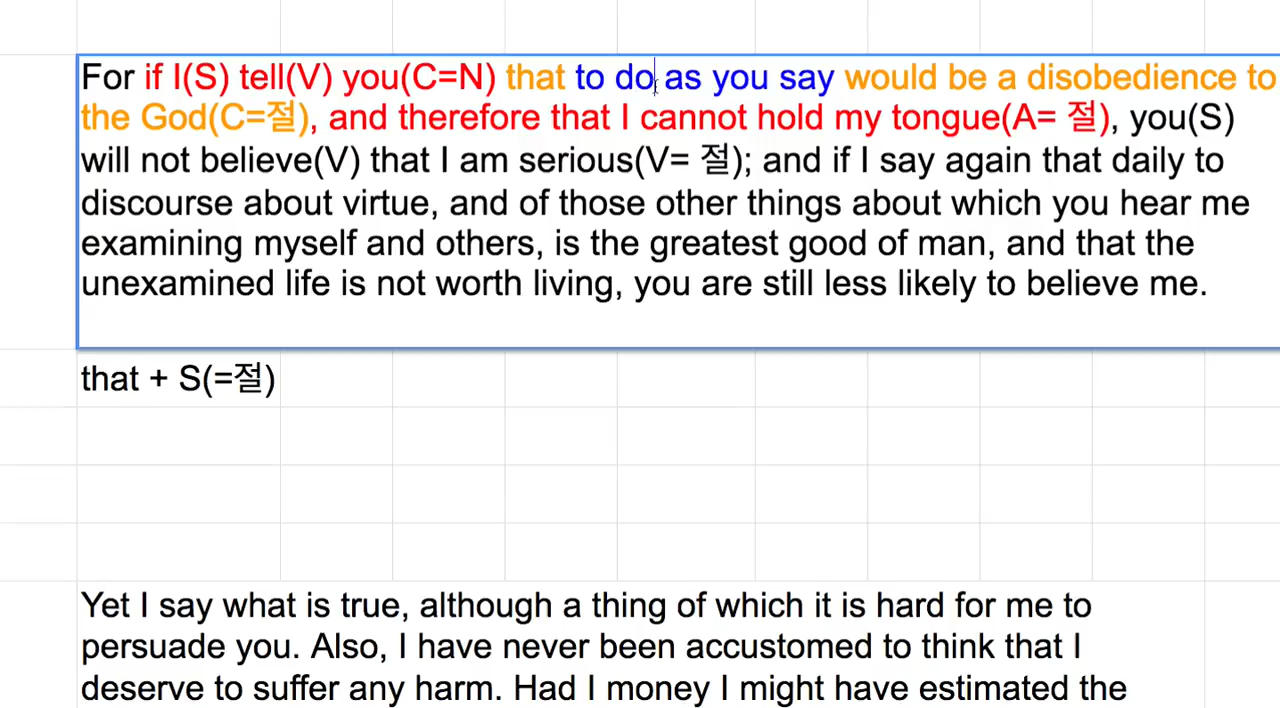 For if I(S) tell(V) you(C=N) that to do as you say would be a disobedience to
the God(C=절), and therefore that I cannot hold my tongue(A= 절), you(S)
will not believe(V) that I am serious(V= 절); and if I say again that daily to
discourse about virtue, and of those other things about which you hear me
examining myself and others, is the greatest good of man, and that the
unexamined life is not worth living, you are still less likely to believe me.
that + S(=절)
Yet I say what is true, although a thing of which it is hard for me to
persuade you. Also, I have never been accustomed to think that I
deserve to suffer any harm. Had I money I might have estimated the